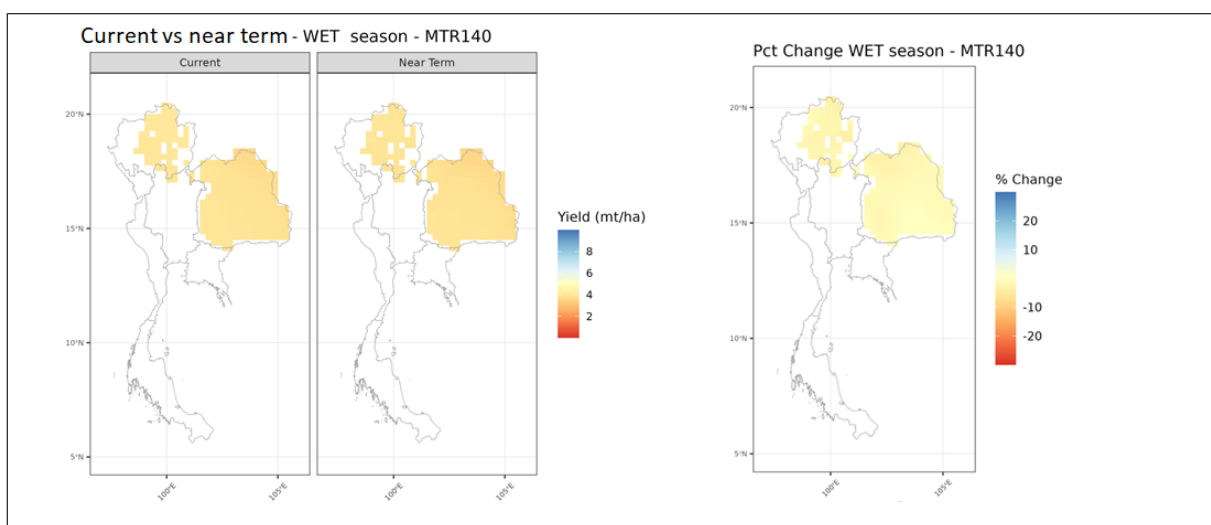 Current vs near term - WET season - MTR140
Current
Near Term
20°N
15°N
10°N
5°N
100°E
105°E
100°E
105°E
Yield (mt/ha)
8
6
4
2
Pct Change WET season - MTR140
20°N
15°N
10°N
5°N
100°E
105°E
% Change
20
10
0
-10
-20